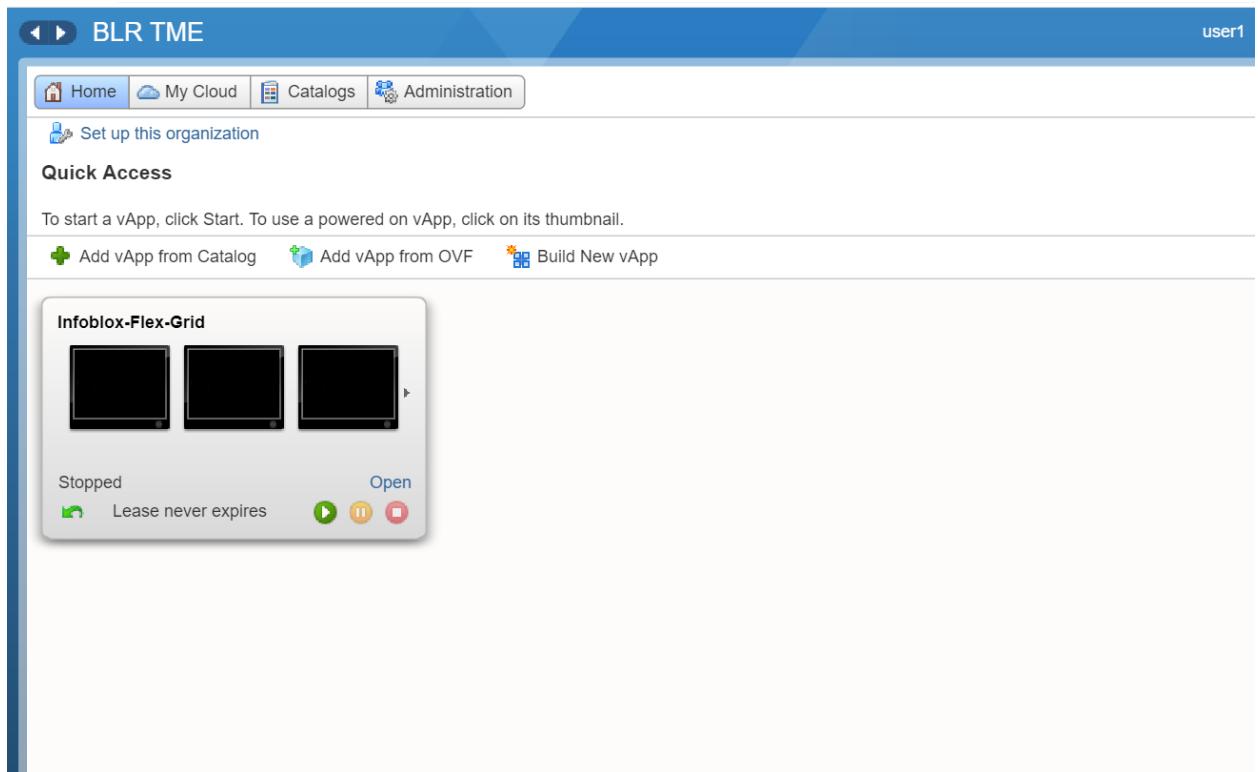 BLR TME
user1
Home My Cloud Catalogs Administration
Set up this organization
Quick Access
To start a vApp, click Start. To use a powered on vApp, click on its thumbnail.
Add vApp from Catalog Add vApp from OVF Build New vApp
Infoblox-Flex-Grid
Stopped Open
Lease never expires